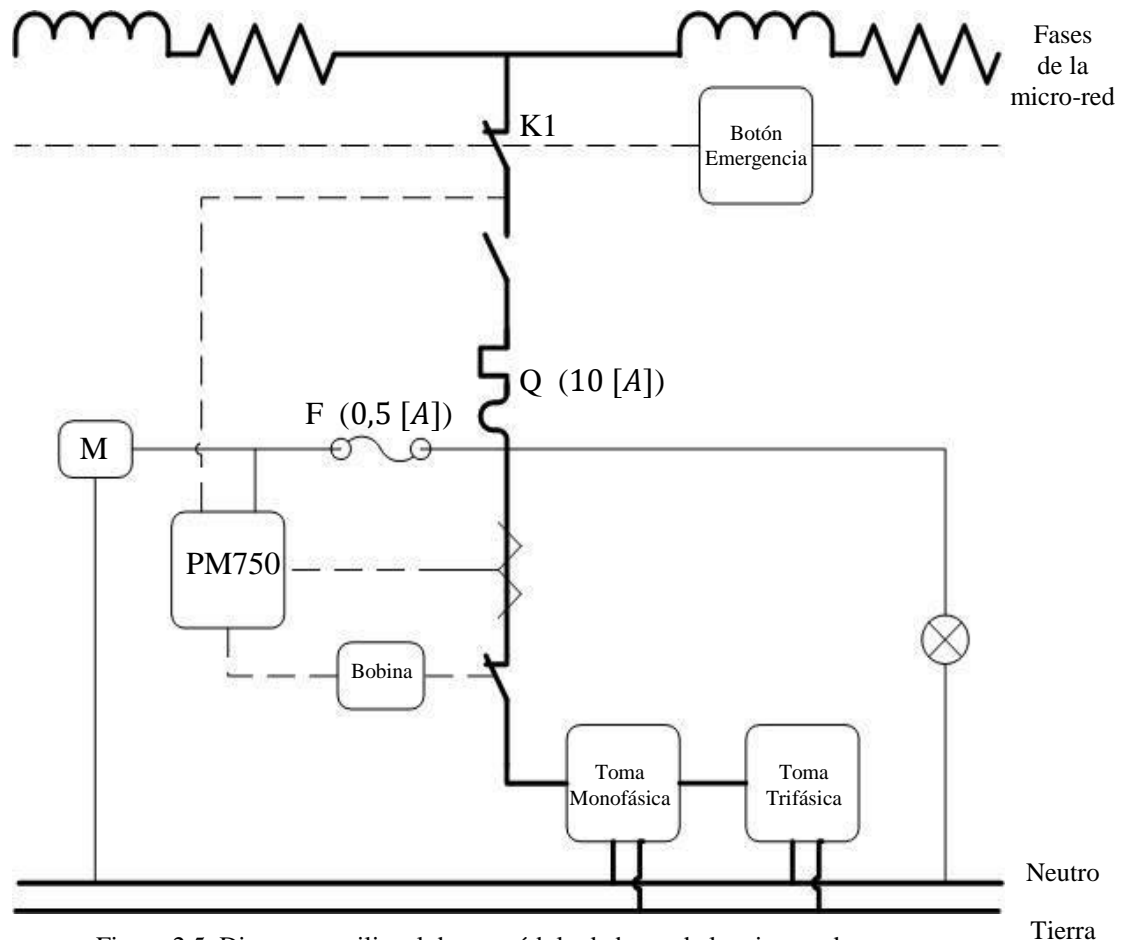 Fases
de la
micro-red
K1
Botón
Emergencia
Q (10 [A])
F (0,5 [A])
M
PM750
Bobina
Toma
Monofásica
Toma
Trifásica
Neutro
Tierra